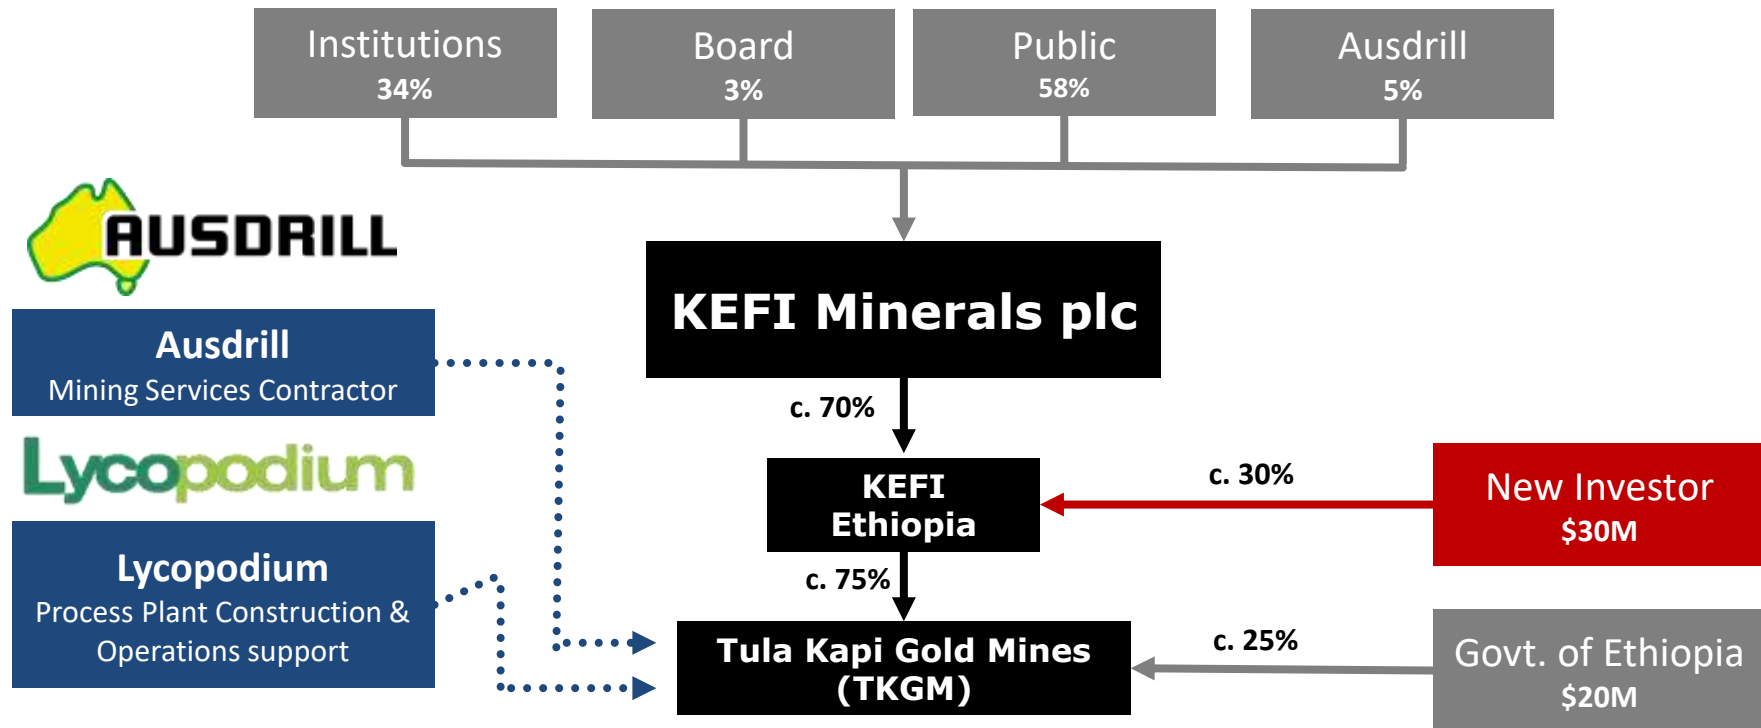 Institutions
34%
Board
3%
Public
58%
Ausdrill
5%
AUSDRILL
KEFI Minerals plc
Ausdrill
Mining Services Contractor
c. 70%
Lycopodium
KEFI
Ethiopia
c. 30%
New Investor
$30M
Lycopodium
Process Plant Construction &
Operations support
c. 75%
Tula Kapi Gold Mines
(TKGM)
c. 25%
Govt. of Ethiopia
$20M